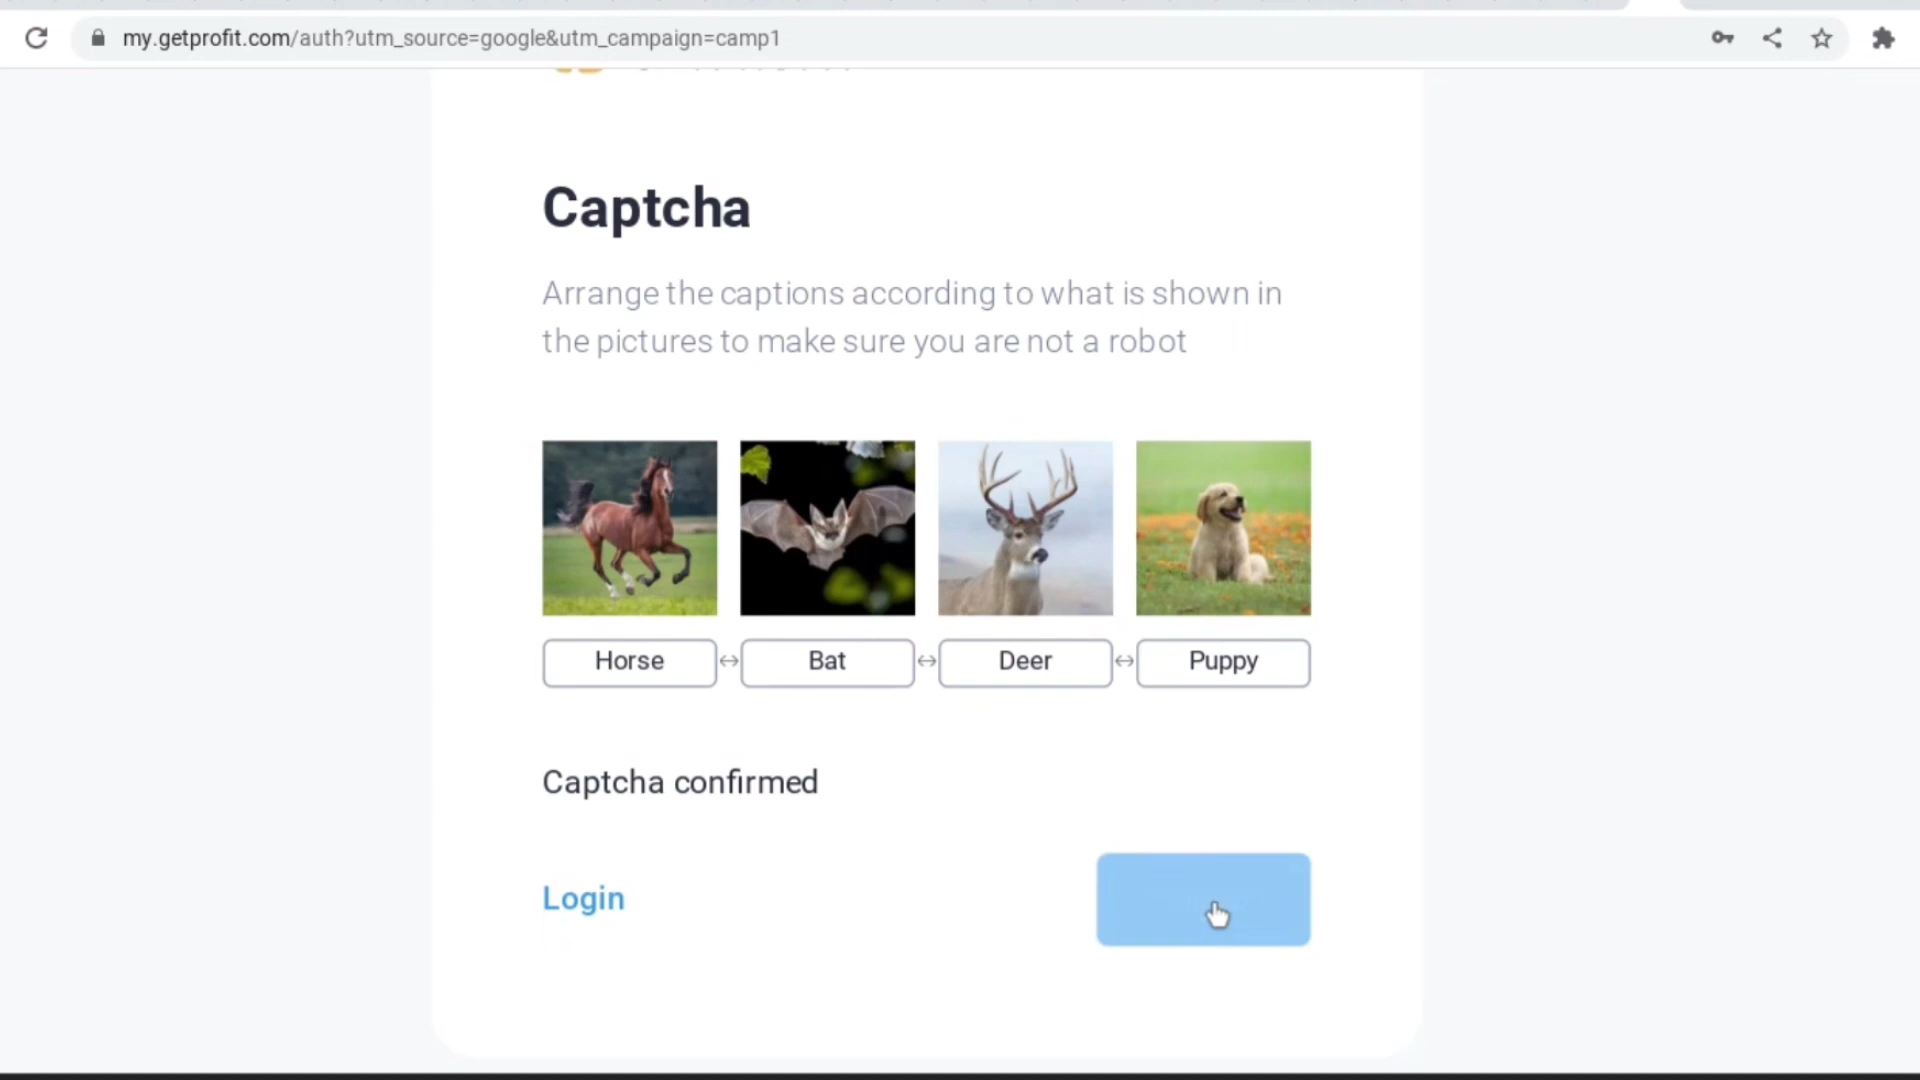 my.getprofit.com/auth?utm_source=google&utm_campaign=camp1
Captcha
Arrange the captions according to what is shown in
the pictures to make sure you are not a robot
Horse
Bat
Deer
Puppy
Captcha confirmed
Login